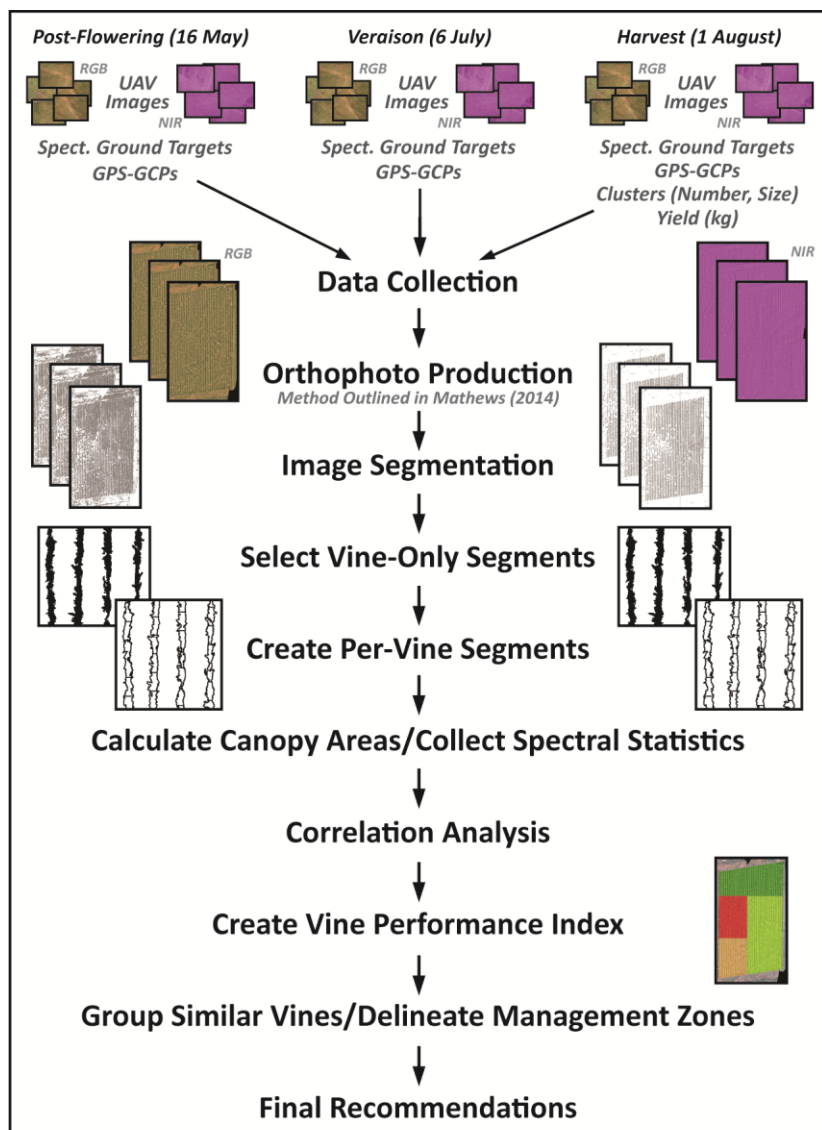 Post-Flowering (16 May)
Veraison (6 July)
Harvest (1 August)
RGB
UAV
Images
NIR
Spect. Ground Targets
GPS-GCPs
RGB
UAV
Images
NIR
Spect. Ground Targets
GPS-GCPs
RGB
UAV
Images
NIR
Spect. Ground Targets
GPS-GCPs
Clusters (Number, Size)
Yield (kg)
RGB
NIR
Data Collection
Orthophoto Production
Method Outlined in Mathews (2014)
Image Segmentation
Select Vine-Only Segments
Create Per-Vine Segments
Calculate Canopy Areas/Collect Spectral Statistics
Correlation Analysis
Create Vine Performance Index
Group Similar Vines/Delineate Management Zones
Final Recommendations